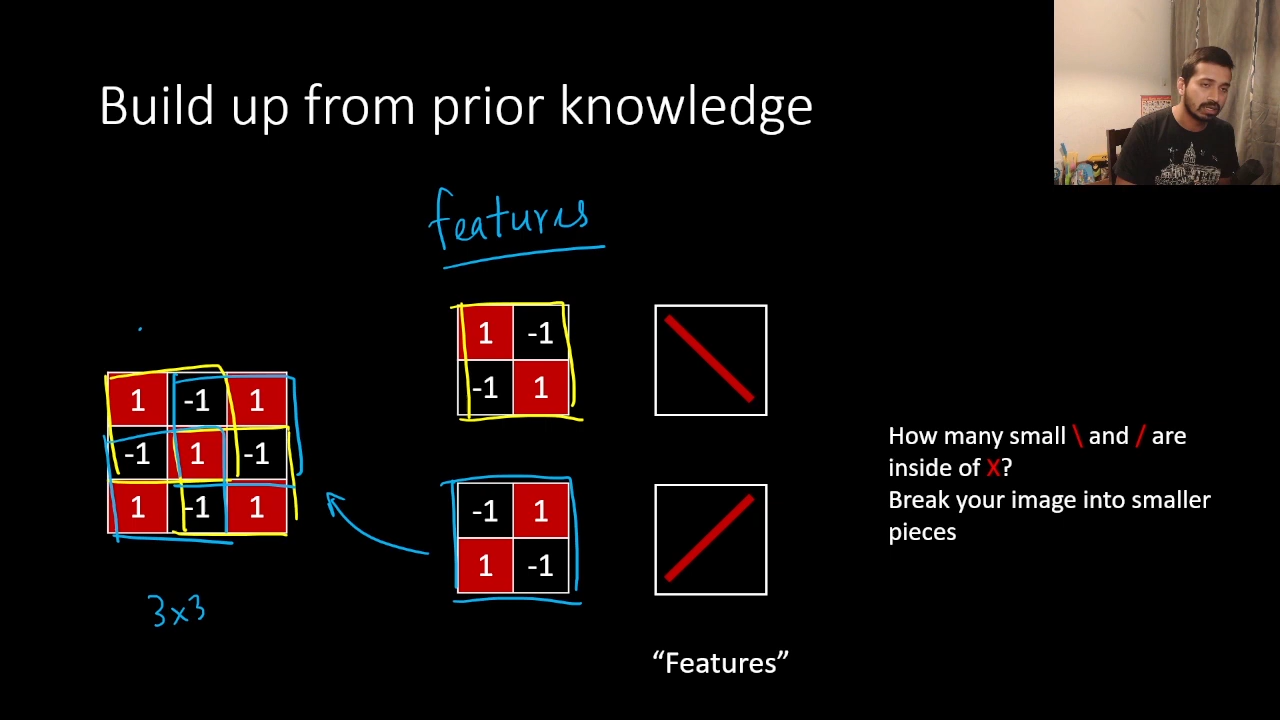 Build up from prior knowledge
features
1 -1 1
-1 1 -1
1 -1 1
3x3
1 -1
-1 1
-1 1
1 -1
How many small \ and / are
inside of X?
Break your image into smaller
pieces
“Features”